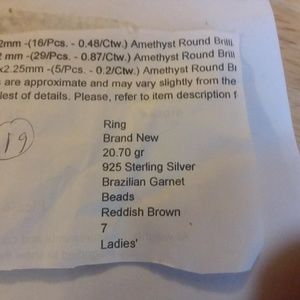 2mm -(16/Pcs. - 0.48/Ctw.) Amethyst Round Brilli
2 mm -(29/Pcs. - 0.87/Ctw.) Amethyst Round Brill
x2.25mm -(5/Pcs. - 0.2/Ctw.) Amethyst Round Bi
s are approximate and may vary slightly from the
llest of details. Please, refer to item description f
19
Ring
Brand New
20.70 gr
925 Sterling Silver
Brazilian Garnet
Beads
Reddish Brown
7
Ladies'